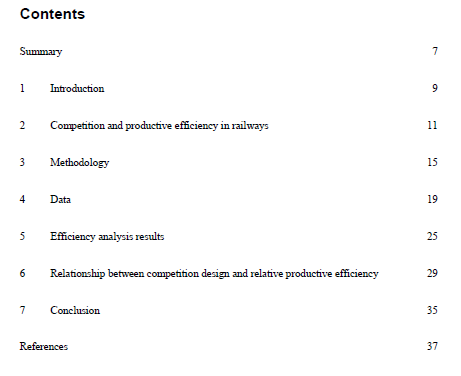 Contents
Summary 7
1 Introduction 9
2 Competition and productive efficiency in railways 11
3 Methodology 15
4 Data 19
5 Efficiency analysis results 25
6 Relationship between competition design and relative productive efficiency 29
7 Conclusion 35
References 37